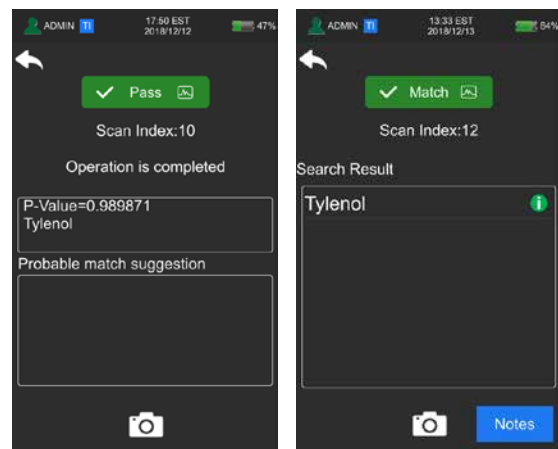 ADMIN TI 17:50 EST 47%
2018/12/12
Pass
Scan Index:10
Operation is completed
P-Value=0.989871
Tylenol
Probable match suggestion
ADMIN TI 13:33 EST 84%
2018/12/13
Match
Scan Index:12
Search Result
Tylenol
Notes